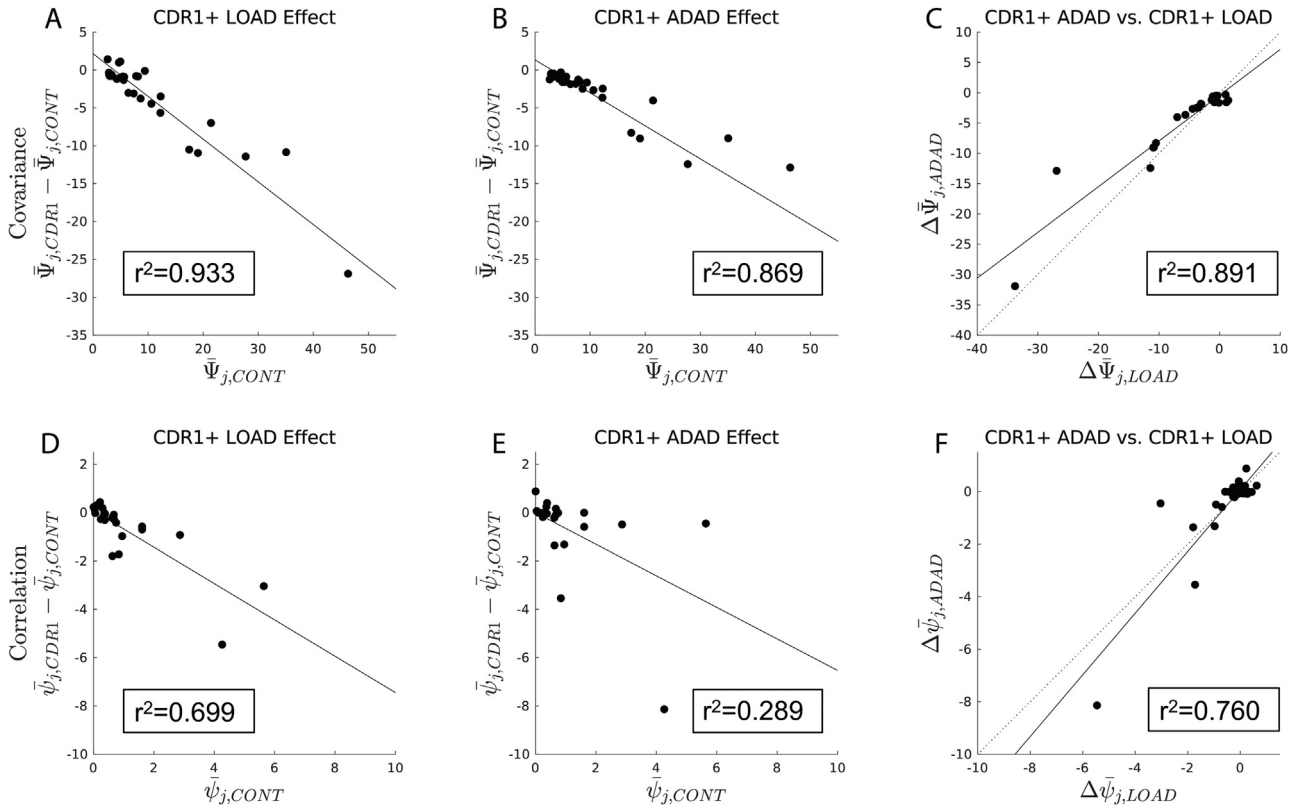 A
CDR1+ LOAD Effect
Covariance
Ψ̄j,CDR1 − Ψ̄j,CONT
5
0
-5
-10
-15
-20
-25
-30
-35
r²=0.933
0 10 20 30 40 50
Ψ̄j,CONT
B
CDR1+ ADAD Effect
Ψ̄j,CDR1 − Ψ̄j,CONT
5
0
-5
-10
-15
-20
-25
-30
-35
r²=0.869
0 10 20 30 40 50
Ψ̄j,CONT
C
CDR1+ ADAD vs. CDR1+ LOAD
ΔΨ̄j,ADAD
10
5
0
-5
-10
-15
-20
-25
-30
-35
-40
r²=0.891
-40 -30 -20 -10 0 10
ΔΨ̄j,LOAD
D
CDR1+ LOAD Effect
Correlation
ψ̄j,CDR1 − ψ̄j,CONT
2
0
-2
-4
-6
-8
-10
r²=0.699
0 2 4 6 8 10
ψ̄j,CONT
E
CDR1+ ADAD Effect
ψ̄j,CDR1 − ψ̄j,CONT
2
0
-2
-4
-6
-8
-10
r²=0.289
0 2 4 6 8 10
ψ̄j,CONT
F
CDR1+ ADAD vs. CDR1+ LOAD
Δψ̄j,ADAD
0
-2
-4
-6
-8
-10
r²=0.760
-10 -8 -6 -4 -2 0
Δψ̄j,LOAD